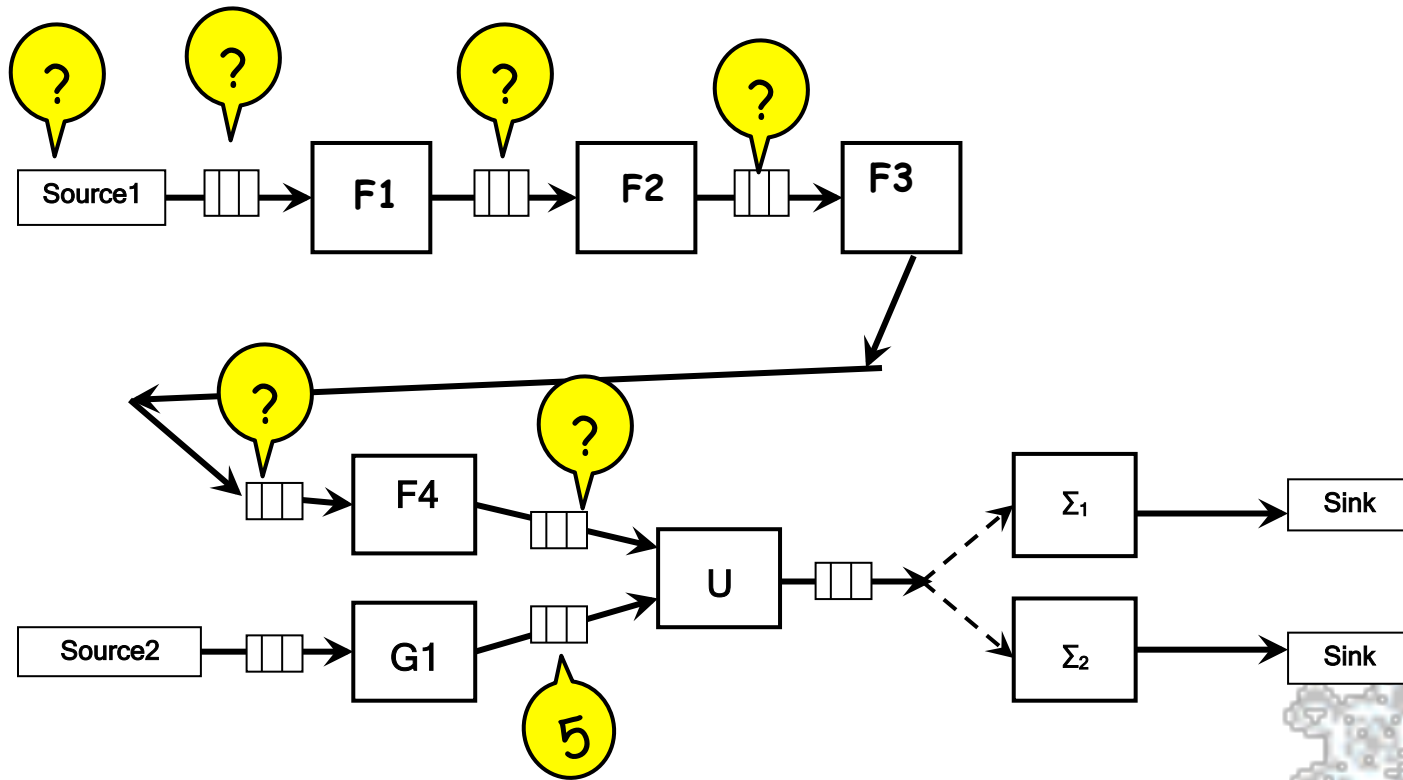 ? ? ? ?
Source1 F1 F2 F3
? ?
F4 Σ₁ Sink
U
Source2 G1 Σ₂ Sink
5